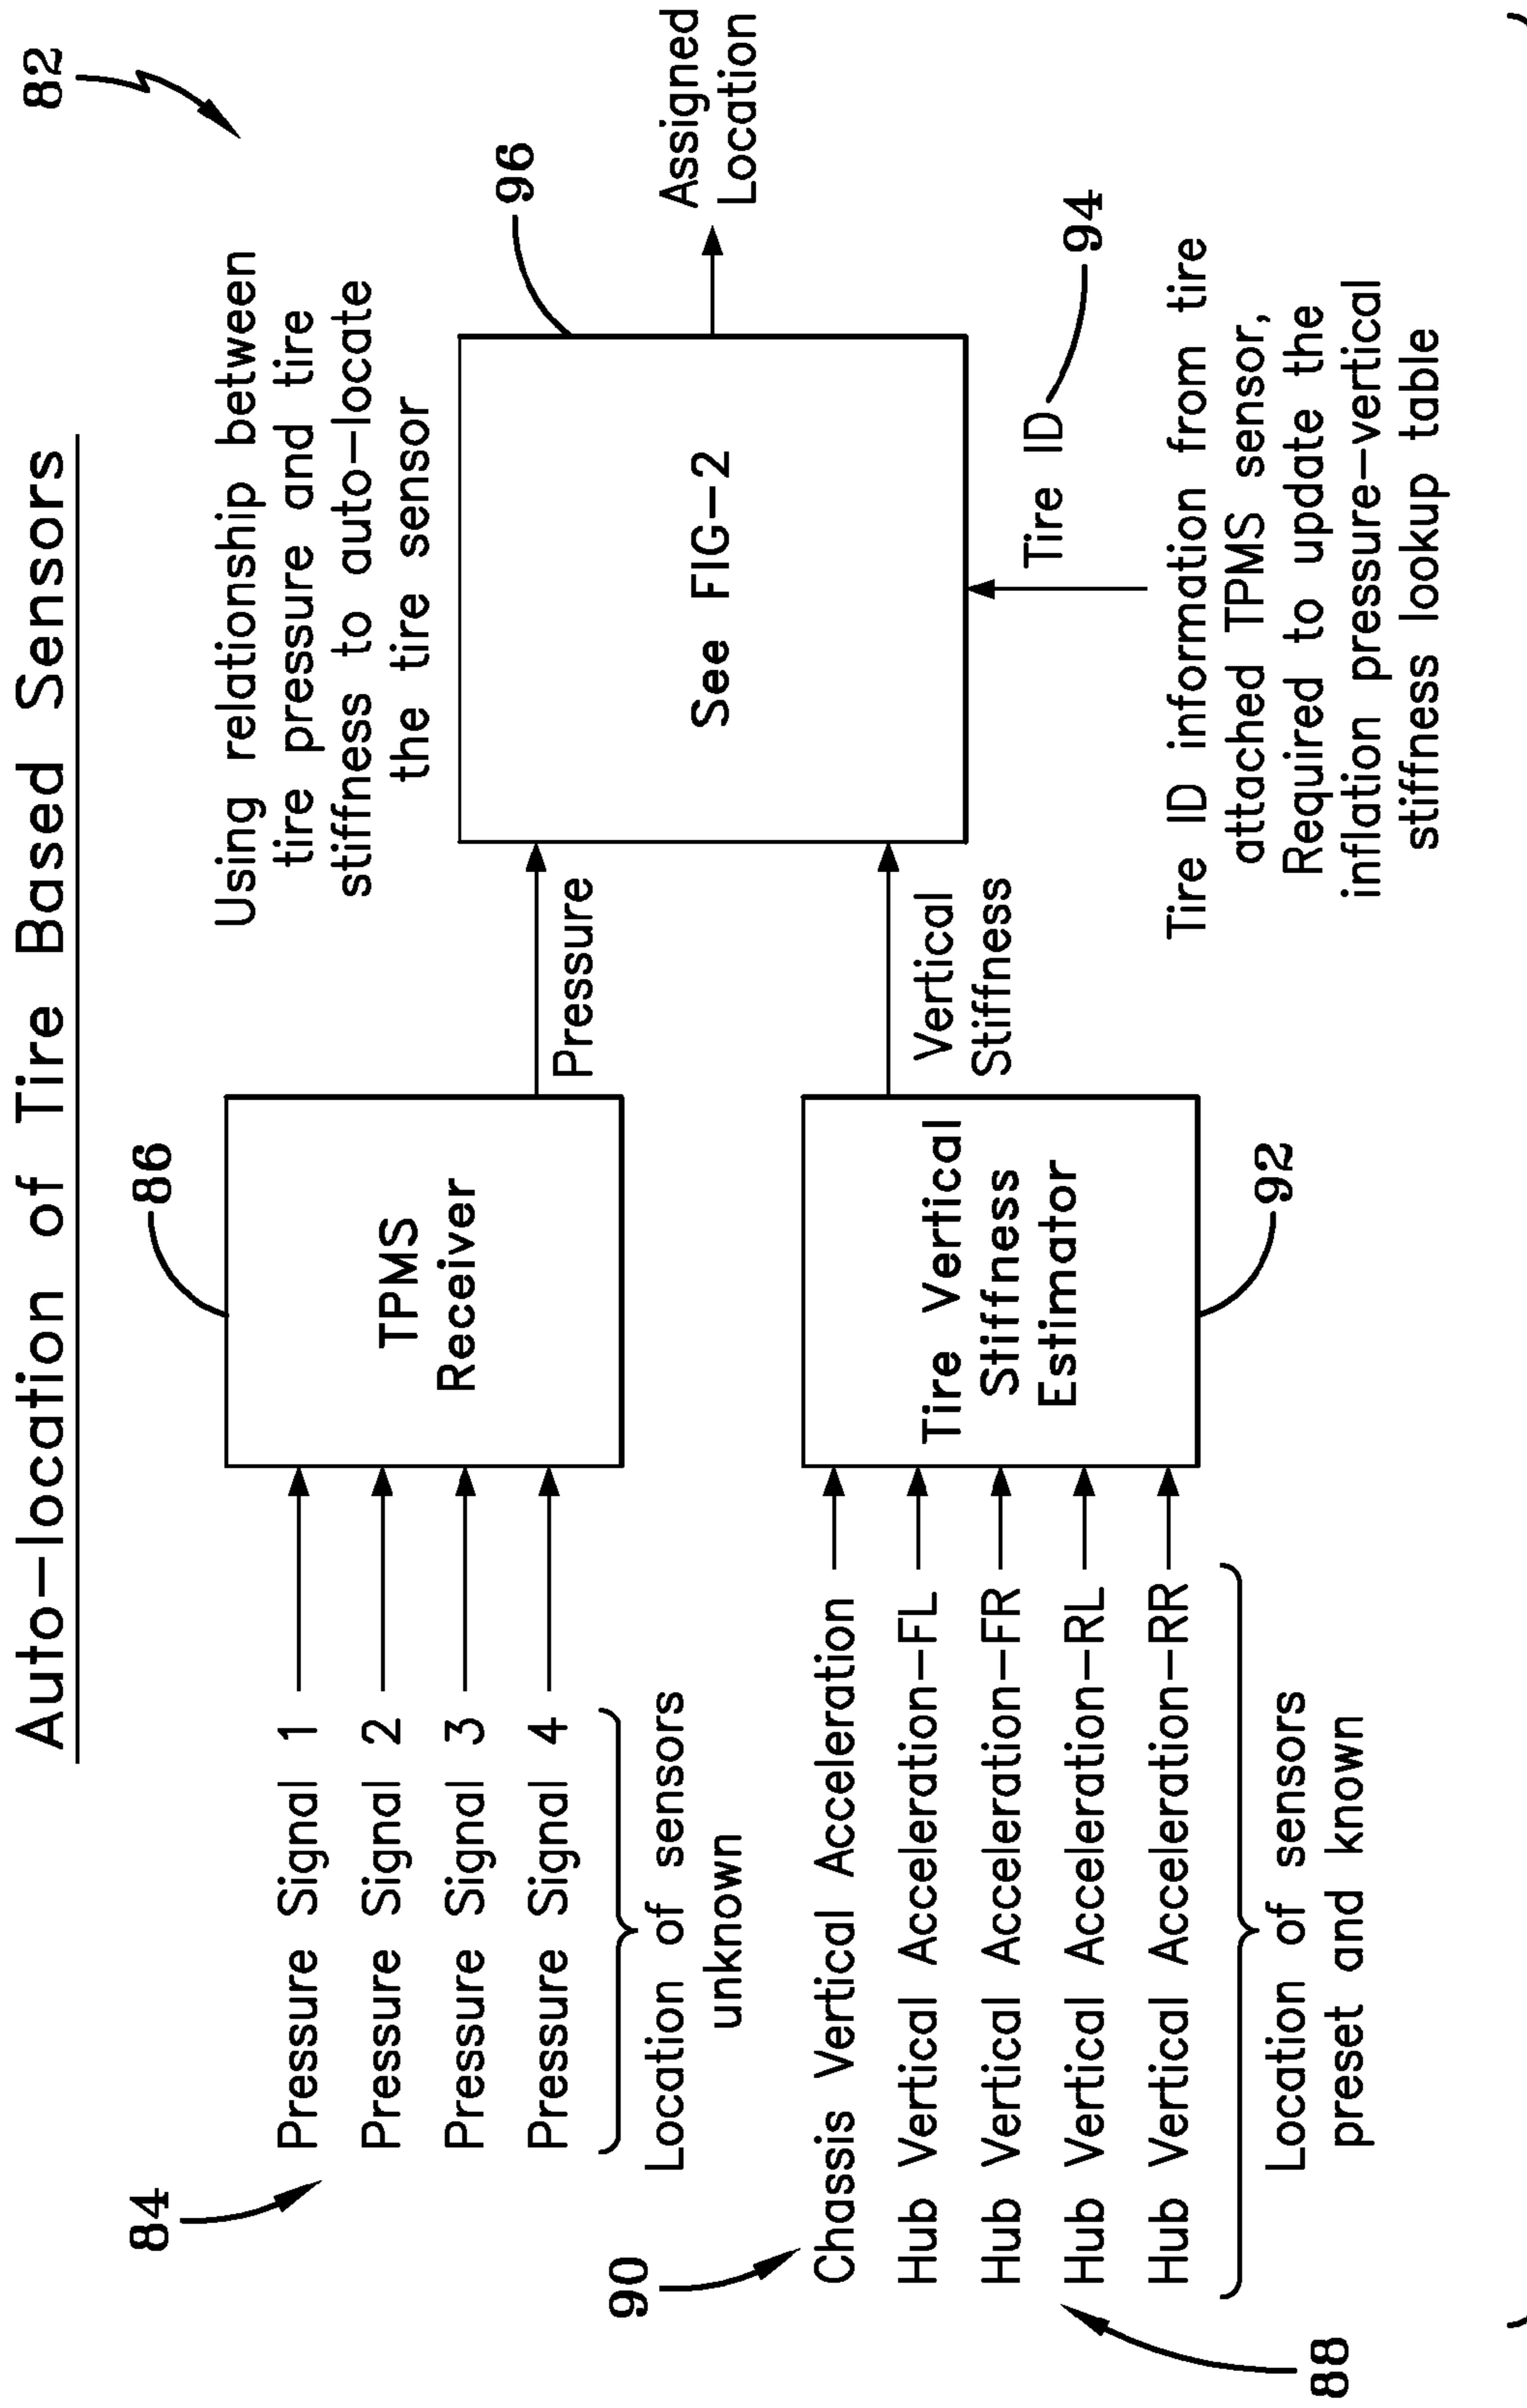 Auto-location of Tire Based Sensors
82
84
Pressure Signal 1
Pressure Signal 2
Pressure Signal 3
Pressure Signal 4
Location of sensors
unknown
86
TPMS
Receiver
Pressure
Using relationship between
tire pressure and tire
stiffness to auto-locate
the tire sensor
96
See FIG-2
Assigned
Location
90
Chassis Vertical Acceleration
Hub Vertical Acceleration-FL
Hub Vertical Acceleration-FR
Hub Vertical Acceleration-RL
Hub Vertical Acceleration-RR
88
Location of sensors
preset and known
Tire Vertical
Stiffness
Estimator
92
Vertical
Stiffness
Tire ID
94
Tire ID information from tire
attached TPMS sensor,
Required to update the
inflation pressure-vertical
stiffness lookup table